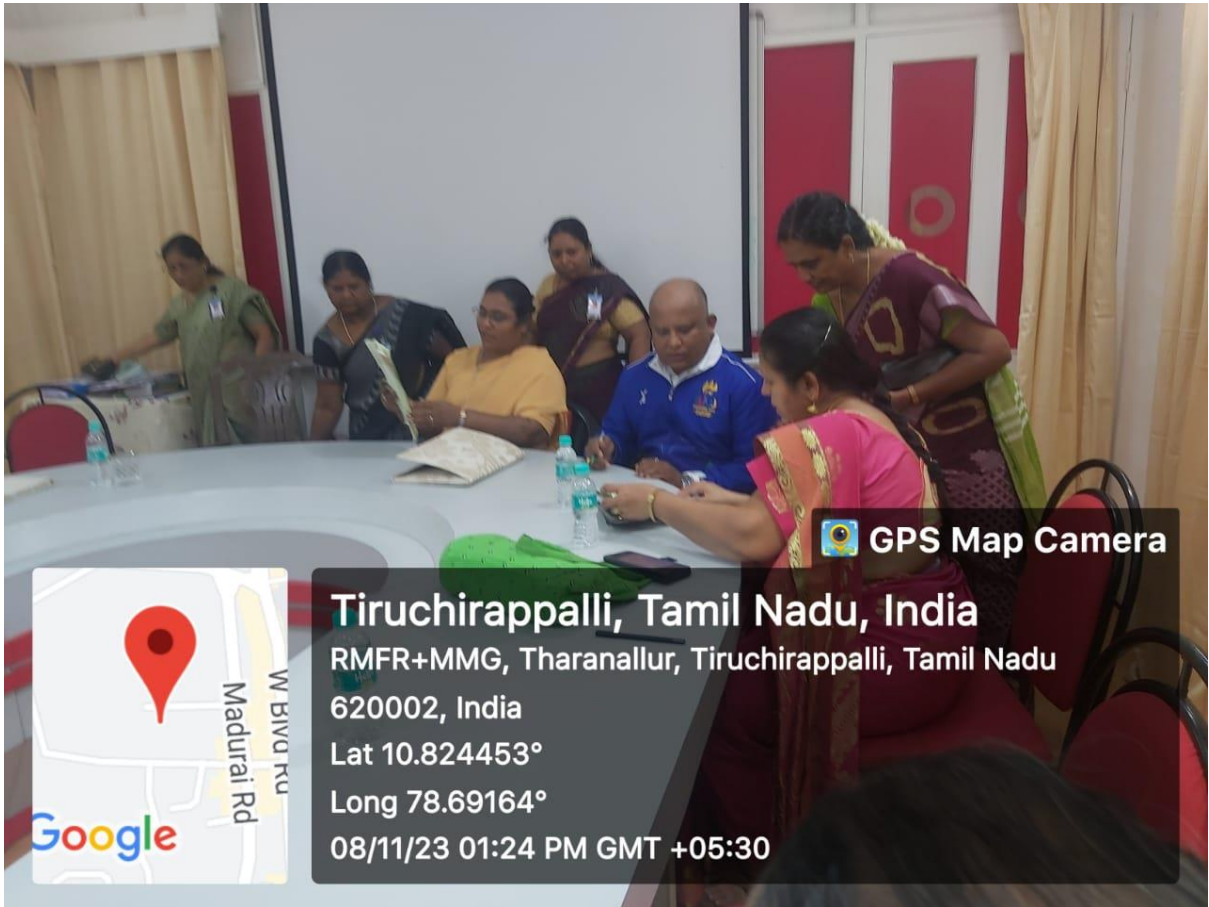 GPS Map Camera
Tiruchirappalli, Tamil Nadu, India
RMFR+MMG, Tharanallur, Tiruchirappalli, Tamil Nadu
620002, India
Lat 10.824453°
Long 78.69164°
08/11/23 01:24 PM GMT +05:30
W Blvd Rd
Madurai Rd
Google